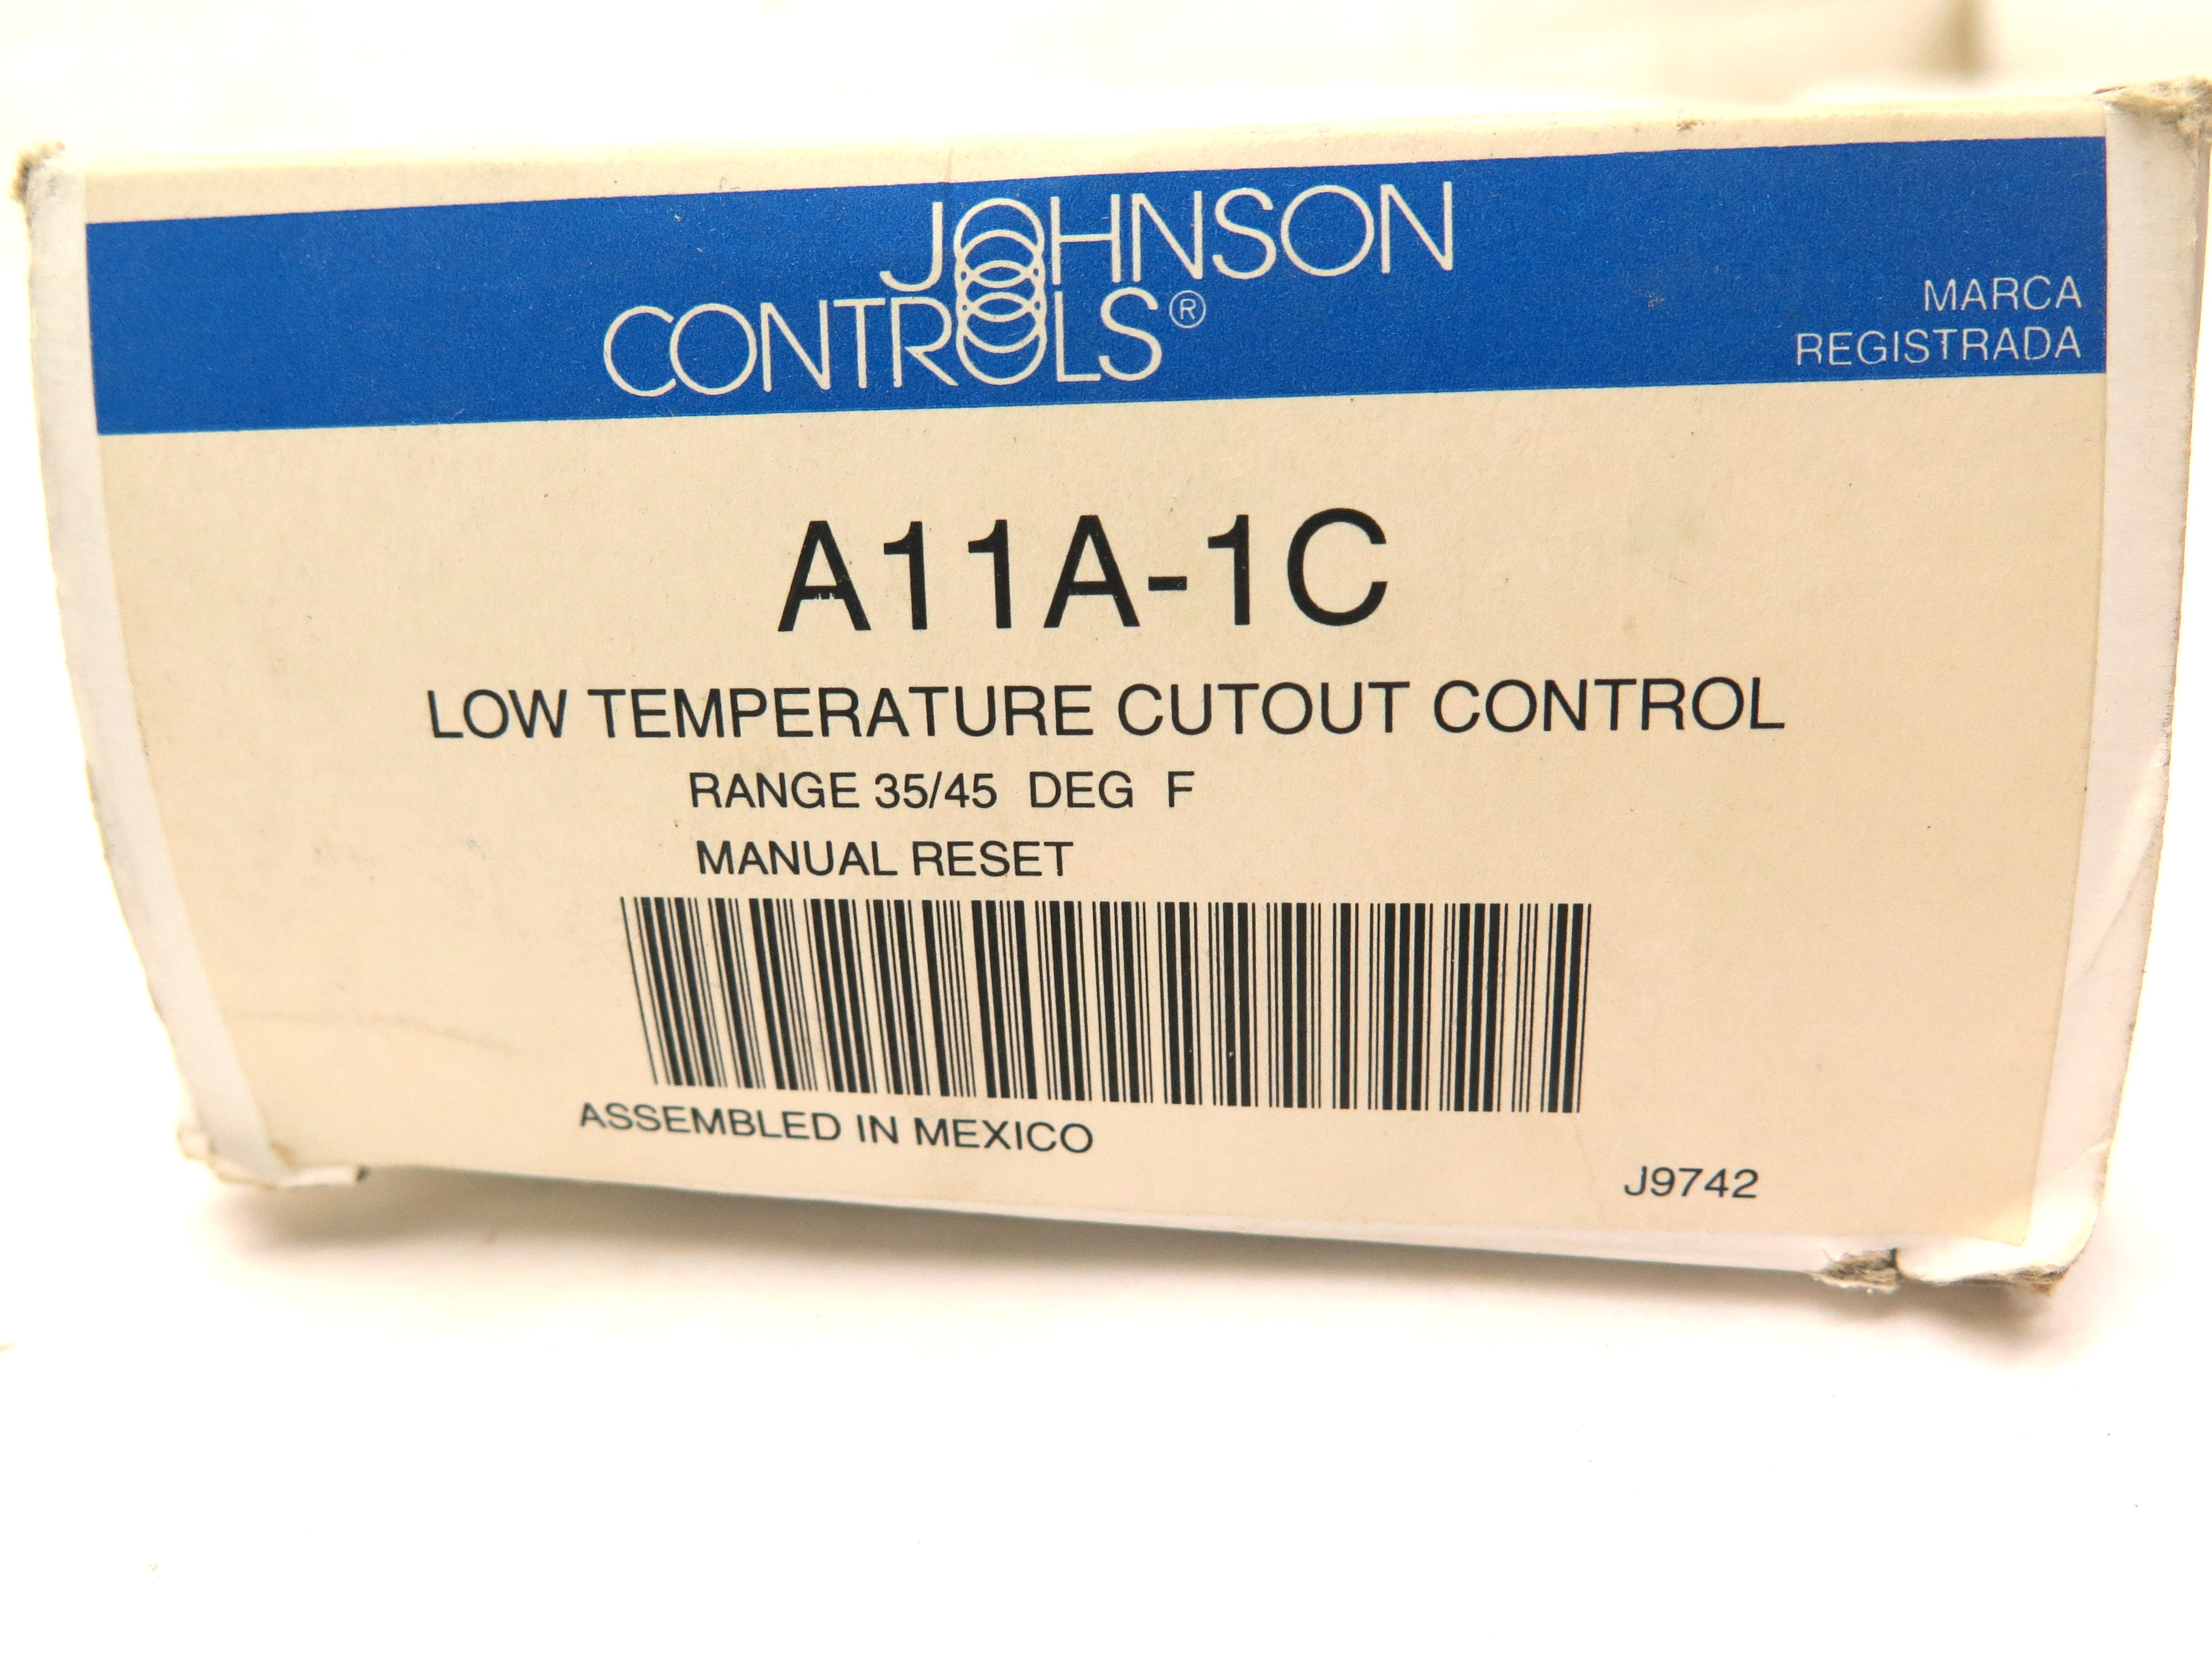 JOHNSON
CONTROLS®
MARCA
REGISTRADA
A11A-1C
LOW TEMPERATURE CUTOUT CONTROL
RANGE 35/45 DEG F
MANUAL RESET
ASSEMBLED IN MEXICO
J9742